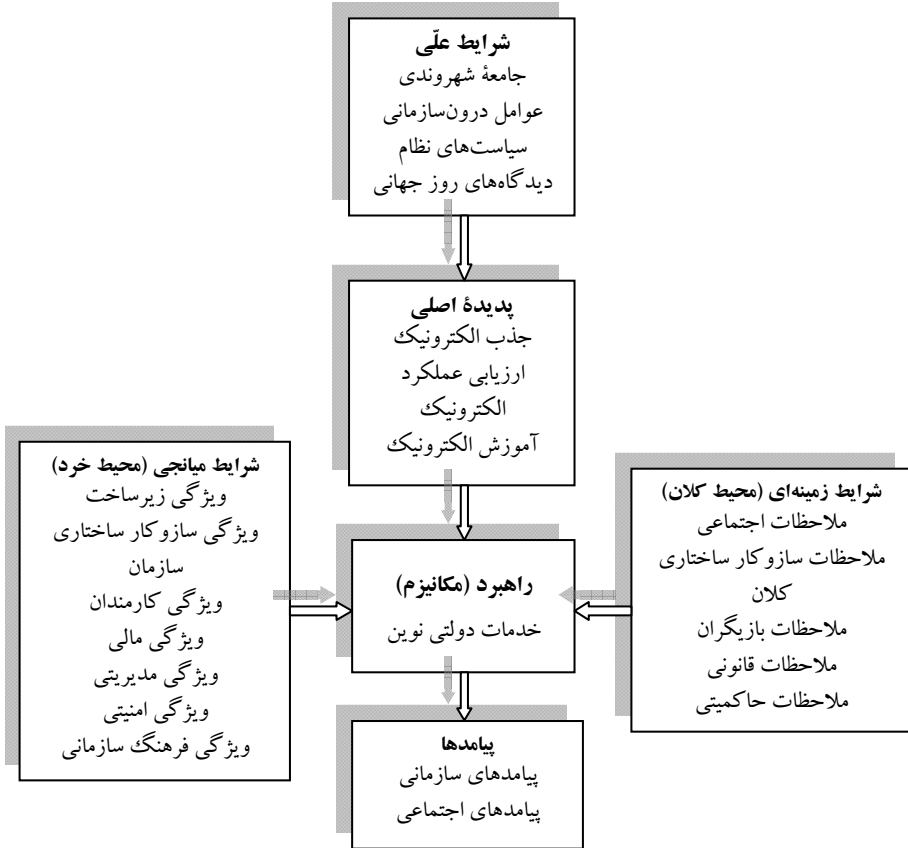 شرایط علّی
جامعۀ شهروندی
عوامل درون‌سازمانی
سیاست‌های نظام
دیدگاه‌های روز جهانی
پدیدۀ اصلی
جذب الکترونیک
ارزیابی عملکرد
الکترونیک
آموزش الکترونیک
شرایط میانجی (محیط خرد)
ویژگی زیرساخت
ویژگی سازوکار ساختاری
سازمان
ویژگی کارمندان
ویژگی مالی
ویژگی مدیریتی
ویژگی امنیتی
ویژگی فرهنگ سازمانی
شرایط زمینه‌ای (محیط کلان)
ملاحظات اجتماعی
ملاحظات سازوکار ساختاری
کلان
ملاحظات بازیگران
ملاحظات قانونی
ملاحظات حاکمیتی
راهبرد (مکانیزم)
خدمات دولتی نوین
پیامدها
پیامدهای سازمانی
پیامدهای اجتماعی